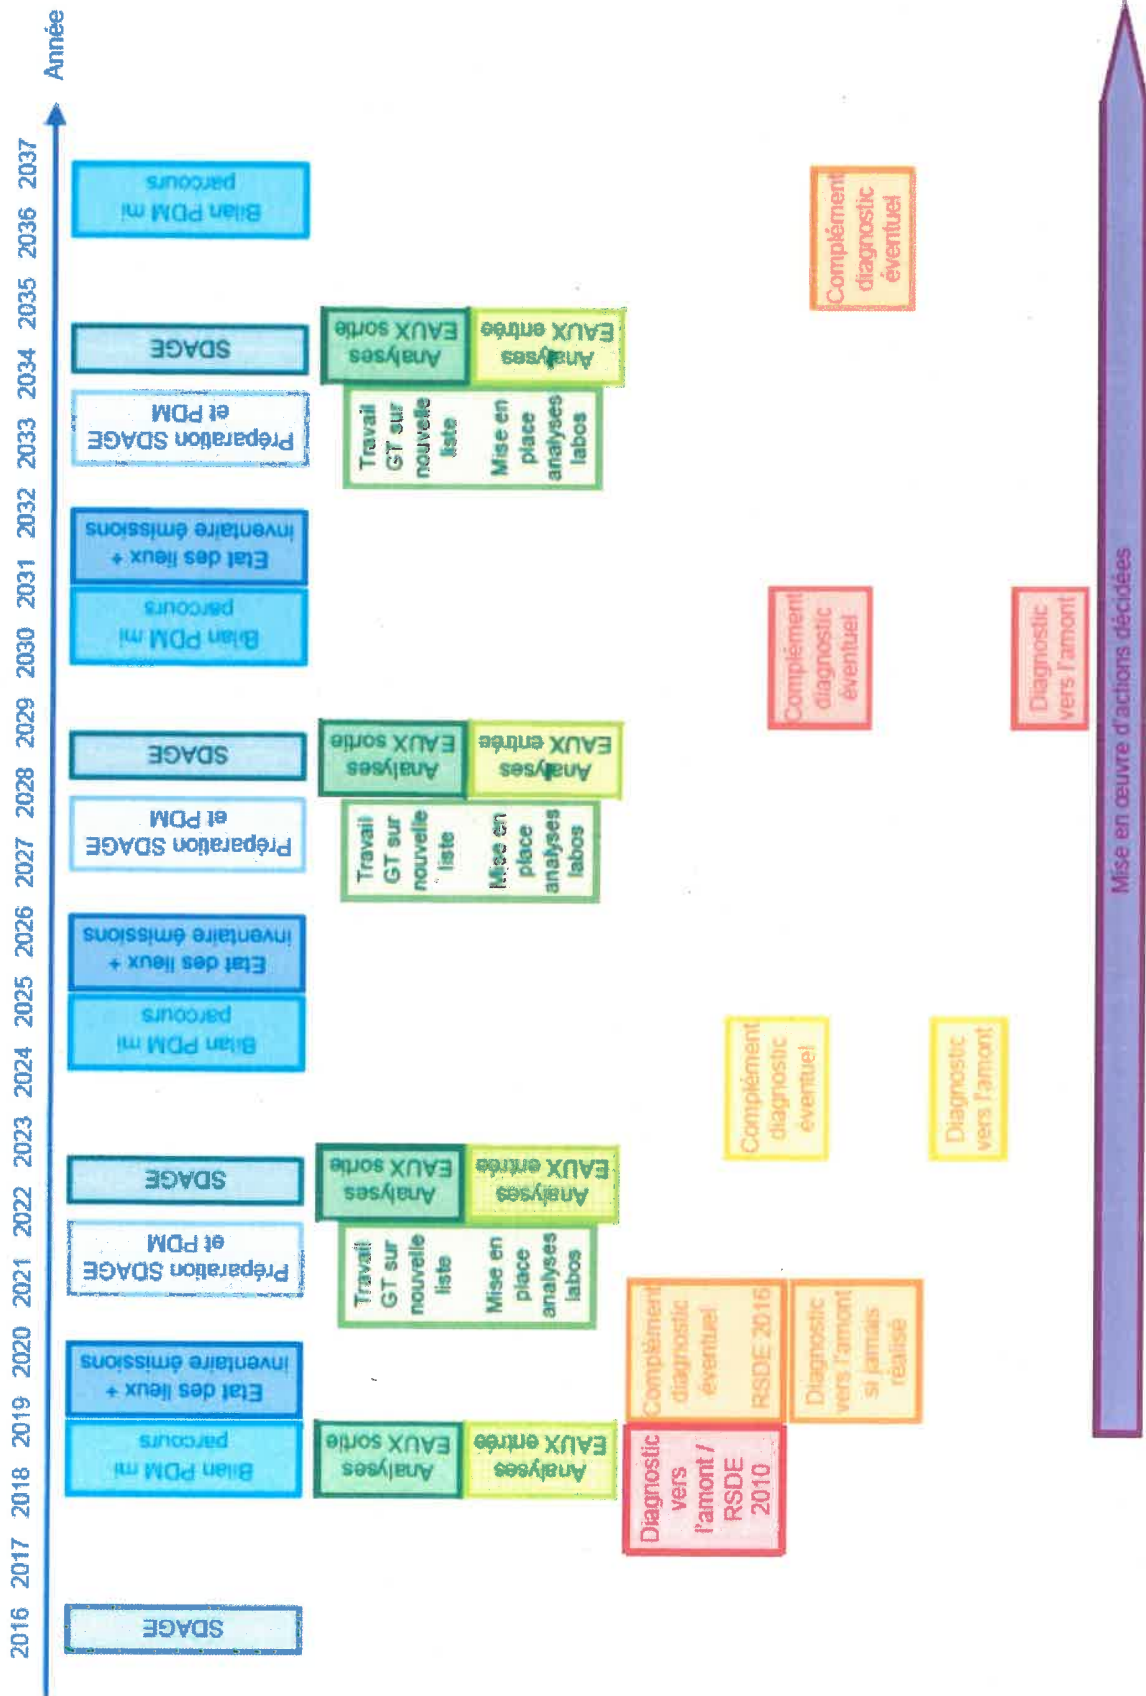 2016 2017 2018 2019 2020 2021 2022 2023 2024 2025 2026 2027 2028 2029 2030 2031 2032 2033 2034 2035 2036 2037
Année
SDAGE
Bilan PDM mi
parcours
Etat des lieux +
inventaire émissions
Préparation SDAGE
et PDM
SDAGE
Bilan PDM mi
parcours
Etat des lieux +
inventaire émissions
Préparation SDAGE
et PDM
SDAGE
Bilan PDM mi
parcours
Etat des lieux +
inventaire émissions
Préparation SDAGE
et PDM
SDAGE
Bilan PDM mi
parcours
Analyses
EAUX sortie
Analyses
EAUX entrée
Travail
GT sur
nouvelle
liste
Mise en
place
analyses
labos
Analyses
EAUX sortie
Analyses
EAUX entrée
Travail
GT sur
nouvelle
liste
Mise en
place
analyses
labos
Analyses
EAUX sortie
Analyses
EAUX entrée
Travail
GT sur
nouvelle
liste
Mise en
place
analyses
labos
Analyses
EAUX sortie
Analyses
EAUX entrée
Diagnostic
vers
l'amont /
RSDE
2010
Complément
diagnostic
éventuel
RSDE 2016
Diagnostic
vers l'amont
si jamais
réalisé
Complément
diagnostic
éventuel
Diagnostic
vers l'amont
Complément
diagnostic
éventuel
Diagnostic
vers l'amont
Complément
diagnostic
éventuel
Mise en œuvre d'actions décidées